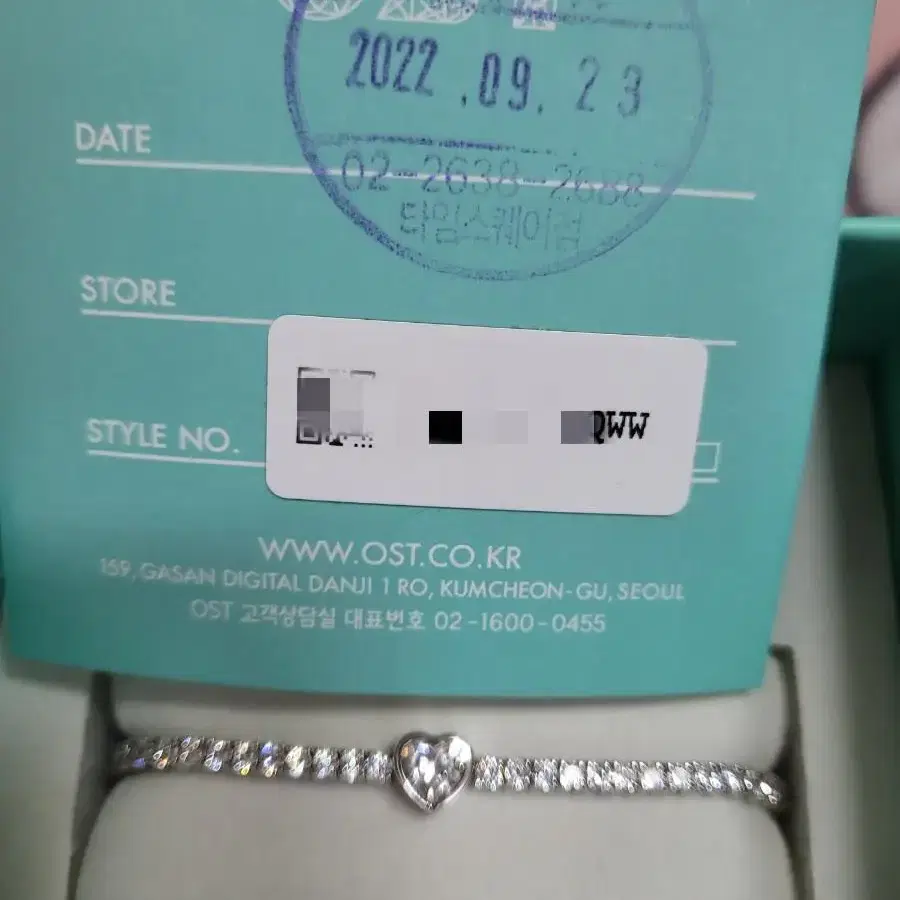 2022.09.23
DATE
02-2638-2688
타임스퀘어점
STORE
QWW
STYLE NO.
WWW.OST.CO.KR
159, GASAN DIGITAL DANJI 1 RO, KUMCHEON-GU, SEOUL
OST 고객상담실 대표번호 02-1600-0455